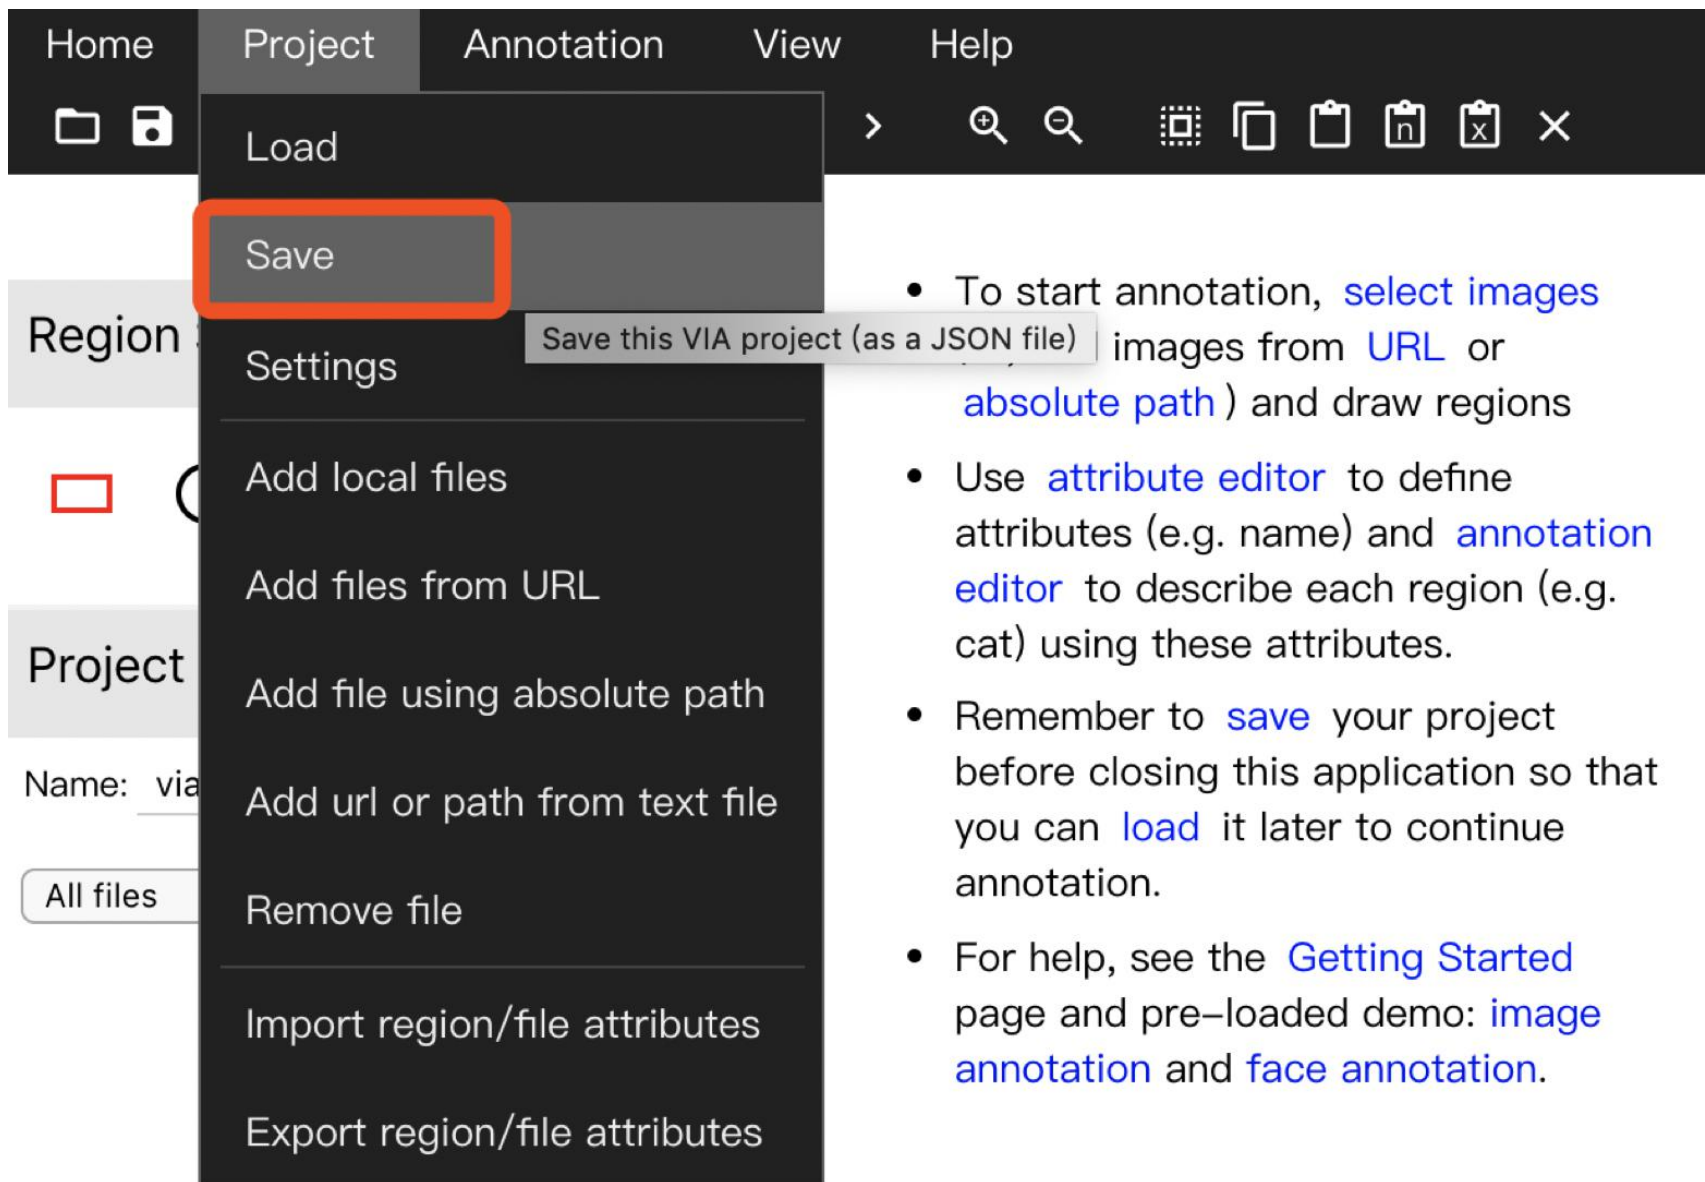 Home Project Annotation View Help
n x
Load
Save
Save this VIA project (as a JSON file)
Settings
Add local files
Add files from URL
Add file using absolute path
Add url or path from text file
Remove file
Import region/file attributes
Export region/file attributes
Region
Project
Name: via
All files
To start annotation, select images
images from URL or
absolute path ) and draw regions
Use attribute editor to define
attributes (e.g. name) and annotation
editor to describe each region (e.g.
cat) using these attributes.
Remember to save your project
before closing this application so that
you can load it later to continue
annotation.
For help, see the Getting Started
page and pre–loaded demo: image
annotation and face annotation.